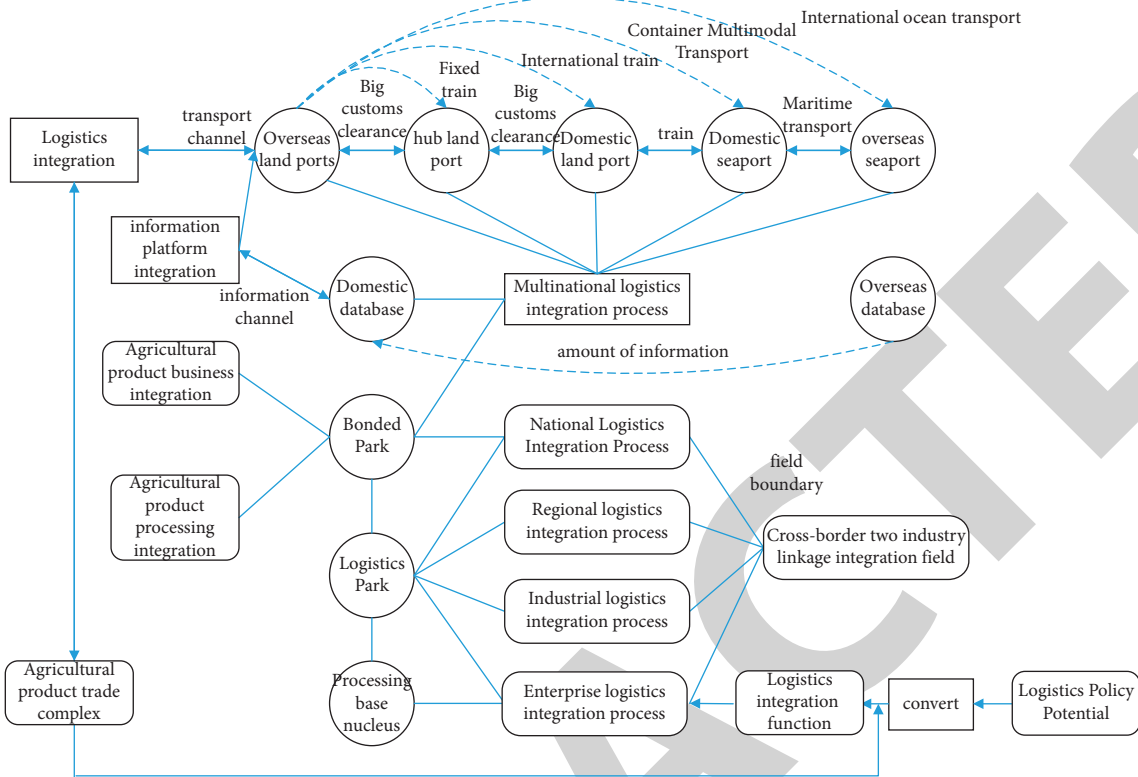 International ocean transport
Container Multimodal
Transport
International train
Fixed
train
Big
customs
clearance
Big
customs
clearance
Maritime
transport
transport
channel
train
Logistics
integration
Overseas
land ports
hub land
port
Domestic
land port
Domestic
seaport
overseas
seaport
information
platform
integration
information
channel
Domestic
database
Multinational logistics
integration process
Overseas
database
amount of information
Agricultural
product business
integration
Bonded
Park
National Logistics
Integration Process
field
boundary
Agricultural
product
processing
integration
Regional logistics
integration process
Cross-border two industry
linkage integration field
Logistics
Park
Industrial logistics
integration process
Agricultural
product trade
complex
Processing
base
nucleus
Enterprise logistics
integration process
Logistics
integration
function
convert
Logistics Policy
Potential